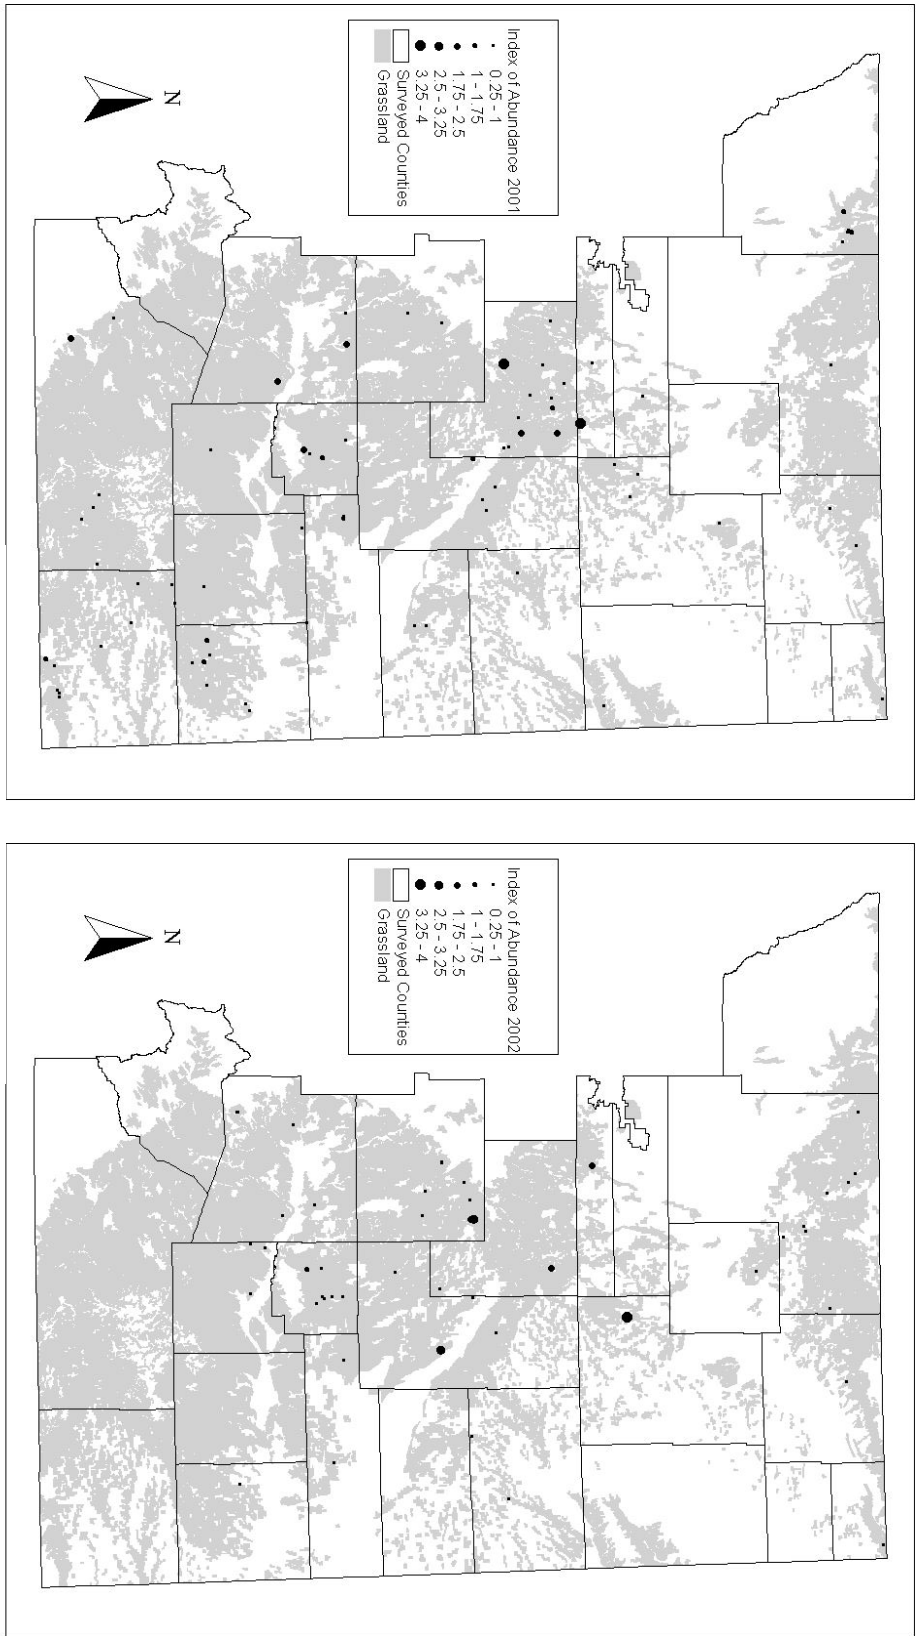 Index of Abundance 2001
0.25 - 1
1 - 1.75
1.75 - 2.5
2.5 - 3.25
3.25 - 4
Surveyed Counties
Grassland
N
Index of Abundance 2002
0.25 - 1
1 - 1.75
1.75 - 2.5
2.5 - 3.25
3.25 - 4
Surveyed Counties
Grassland
N